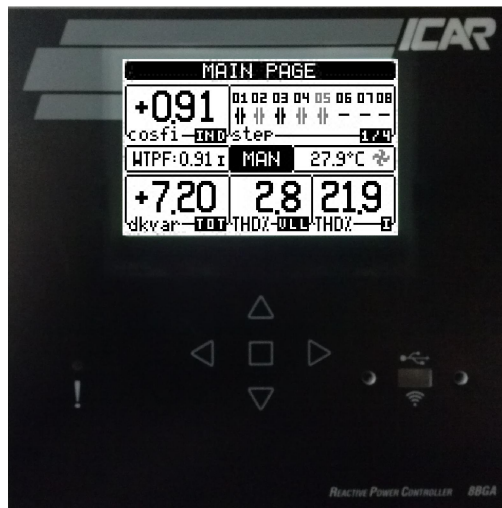 ICAR
MAIN PAGE
+0.91
01 02 03 04 05 06 07 08
cosfi IND step 1/4
WTPF:0.91 I MAN 27.9°C
+7.20 2.8 21.9
dkvar TOT THD% VLL THD% I
!
REACTIVE POWER CONTROLLER 8BGA